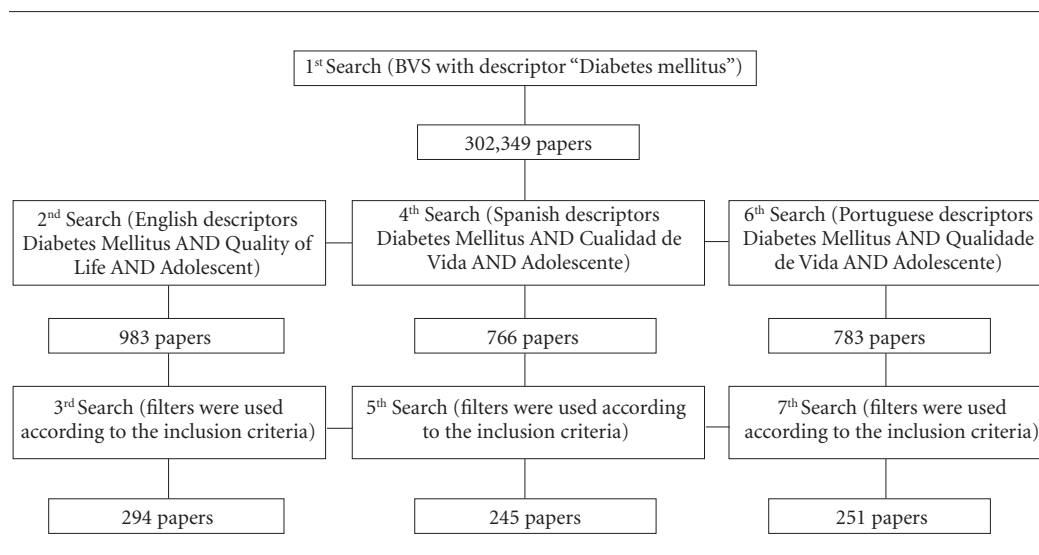 1st Search (BVS with descriptor “Diabetes mellitus”)
302,349 papers
2nd Search (English descriptors
Diabetes Mellitus AND Quality of
Life AND Adolescent)
4th Search (Spanish descriptors
Diabetes Mellitus AND Cualidad de
Vida AND Adolescente)
6th Search (Portuguese descriptors
Diabetes Mellitus AND Qualidade
de Vida AND Adolescente)
983 papers
766 papers
783 papers
3rd Search (filters were used
according to the inclusion criteria)
5th Search (filters were used according
to the inclusion criteria)
7th Search (filters were used
according to the inclusion criteria)
294 papers
245 papers
251 papers